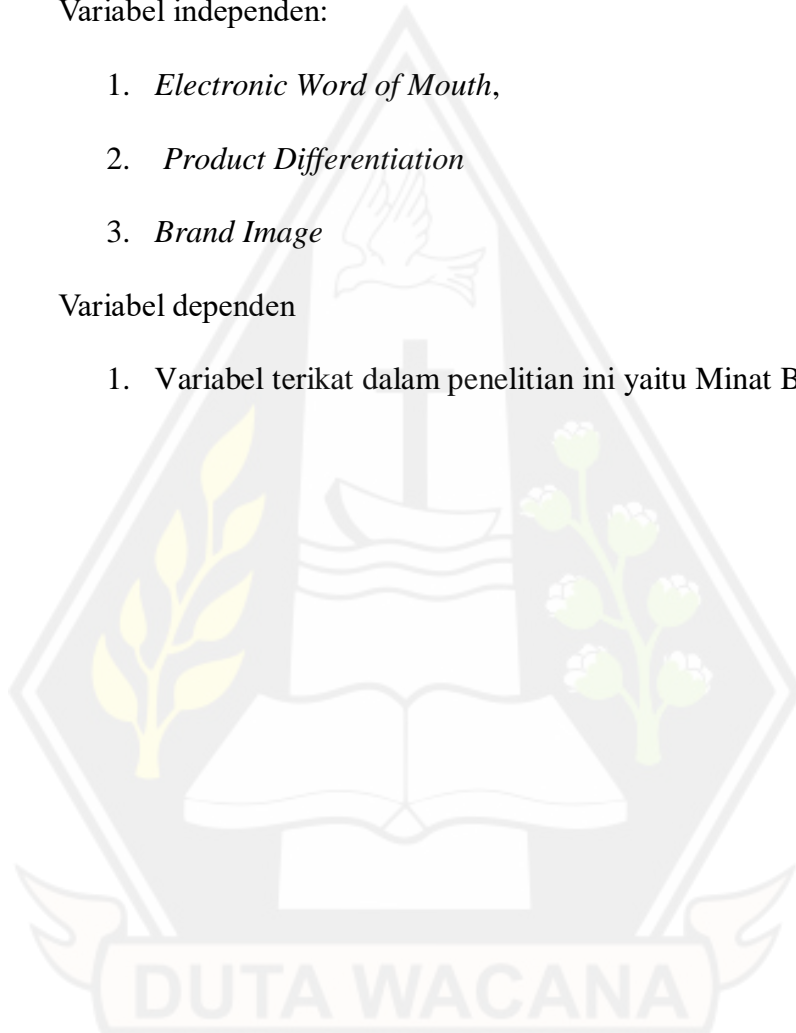 Variabel independen:
1. Electronic Word of Mouth,
2. Product Differentiation
3. Brand Image
Variabel dependen
1. Variabel terikat dalam penelitian ini yaitu Minat
DUTA WACANA